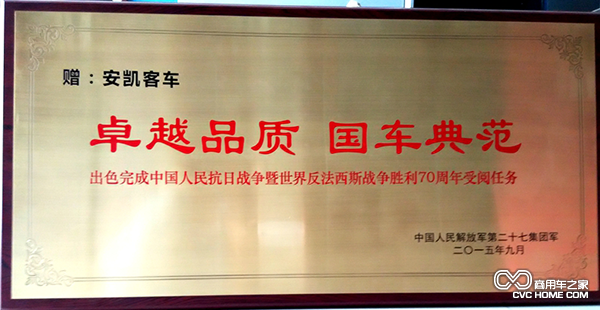 赠：安凯客车
卓越品质 国车典范
出色完成中国人民抗日战争暨世界反法西斯战争胜利70周年受阅任务
中国人民解放军第二十七集团军
二〇一五年九月
商用车之家
CVCHOME.COM